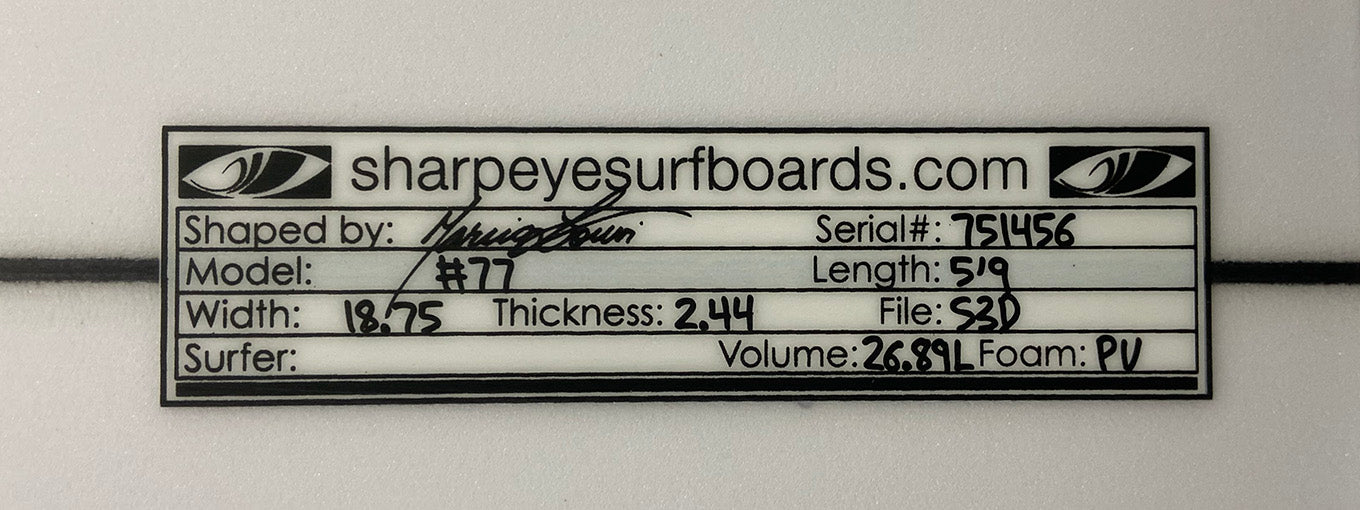 sharpeyesurfboards.com
Shaped by: Serial#: 751456
Model: #77 Length: 5'9
Width: 18.75 Thickness: 2.44 File: S3D
Surfer: Volume: 26.89L Foam: PU